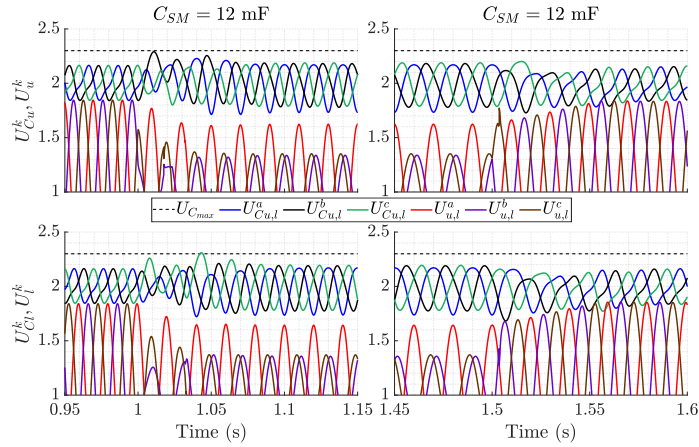 C_{SM} = 12 mF C_{SM} = 12 mF
2.5 2.5
2 2
1.5 1.5
1 1
U^k_{Cu}, U^k_u
U_{C_{max}} U^a_{Cu,l} U^b_{Cu,l} U^c_{Cu,l} U^a_{u,l} U^b_{u,l} U^c_{u,l}
2.5 2.5
2 2
1.5 1.5
1 1
U^k_{Cl}, U^k_l
0.95 1 1.05 1.1 1.15 1.45 1.5 1.55 1.6
Time (s) Time (s)